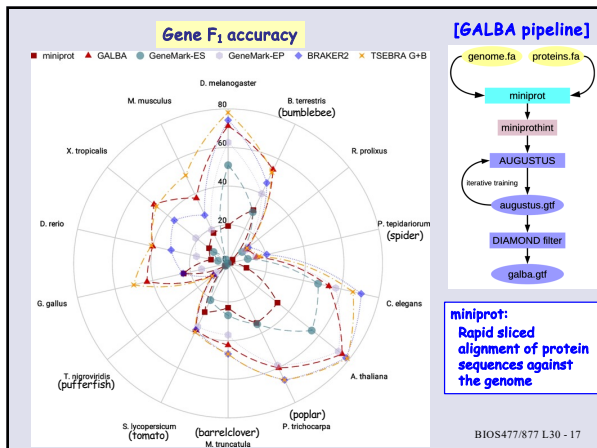 Gene F1 accuracy
miniprot GALBA GeneMark-ES GeneMark-EP BRAKER2 TSEBRA G+B
D. melanogaster
80
60
40
20
B. terrestris
(bumblebee)
R. prolixus
P. tepidariorum
(spider)
C. elegans
A. thaliana
(poplar)
P. trichocarpa
(barrelclover)
M. truncatula
S. lycopersicum
(tomato)
T. nigroviridis
(pufferfish)
G. gallus
D. rerio
X. tropicalis
M. musculus
[GALBA pipeline]
genome.fa
proteins.fa
miniprot
miniprothint
AUGUSTUS
iterative training
augustus.gtf
DIAMOND filter
galba.gtf
miniprot:
Rapid sliced
alignment of protein
sequences against
the genome
BIOS477/877 L30 - 17